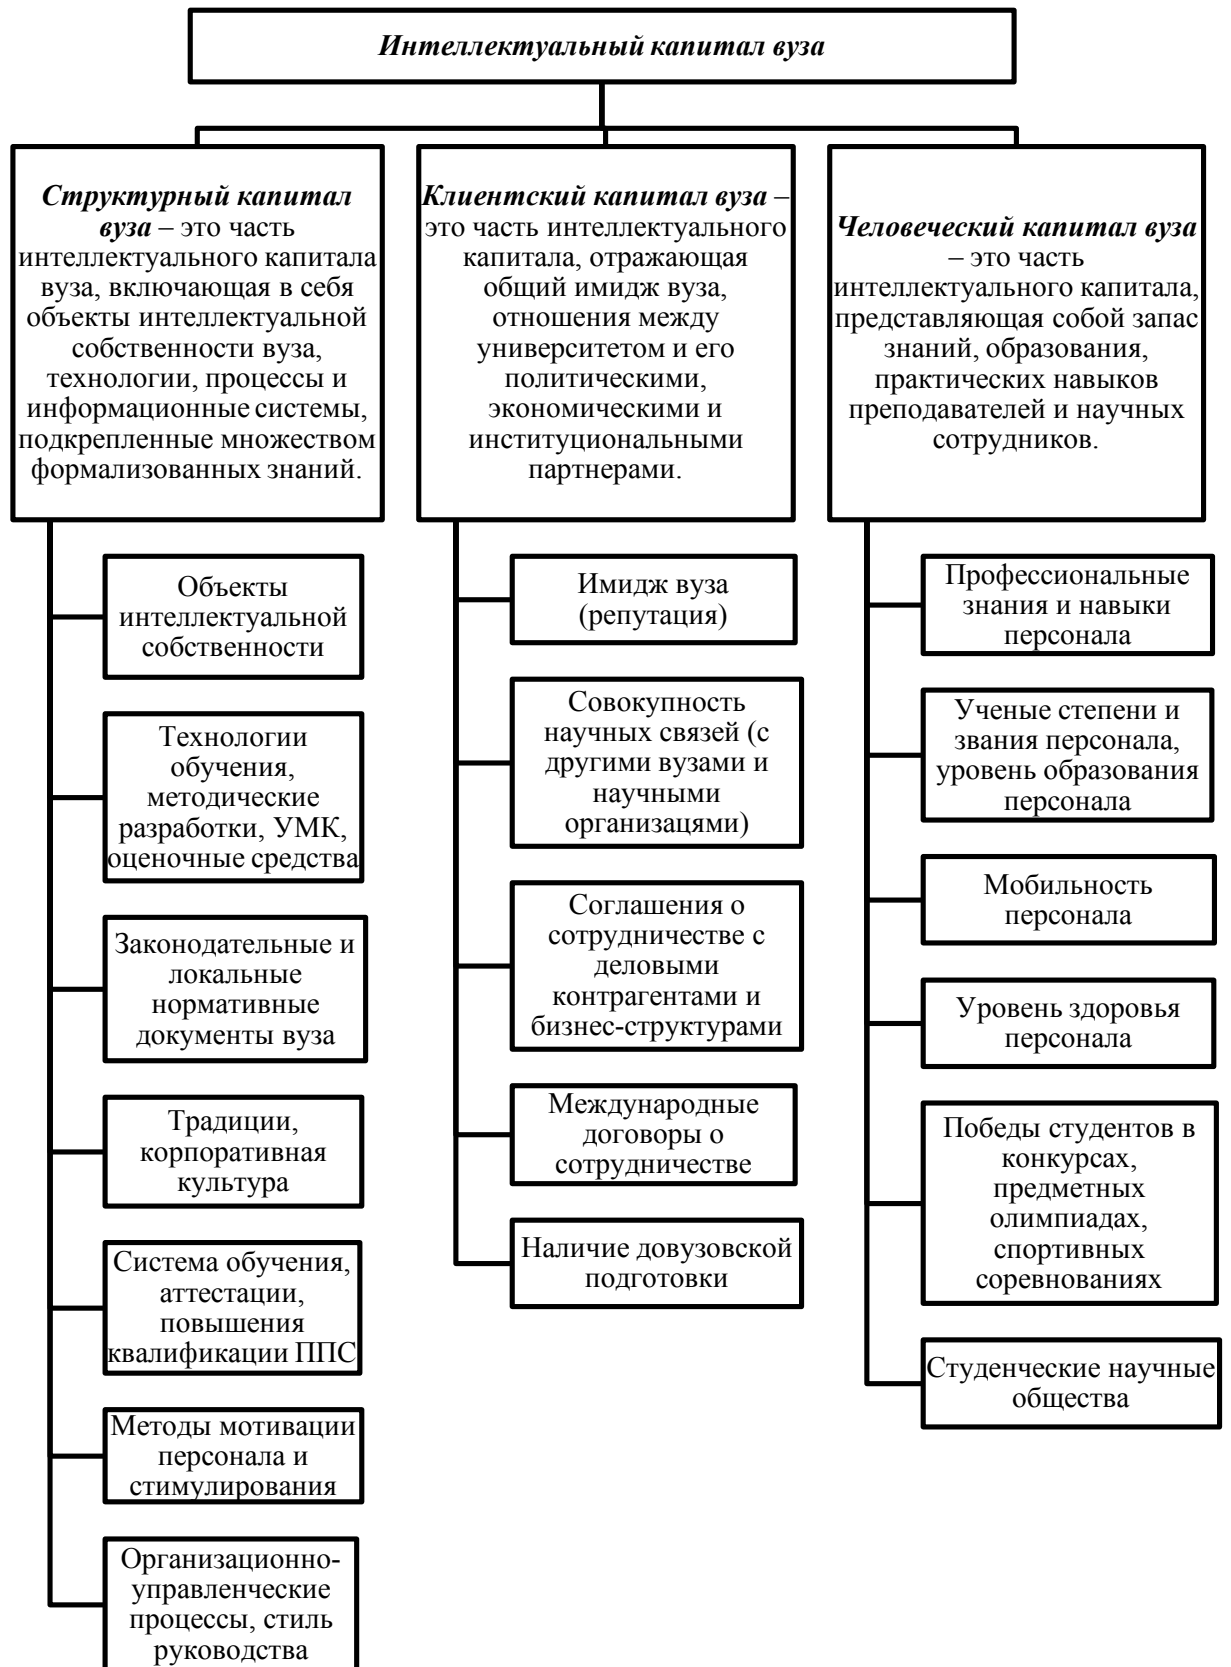 Интеллектуальный капитал вуза
Структурный капитал
вуза – это часть
интеллектуального капитала
вуза, включающая в себя
объекты интеллектуальной
собственности вуза,
технологии, процессы и
информационные системы,
подкрепленные множеством
формализованных знаний.
Объекты
интеллектуальной
собственности
Технологии
обучения,
методические
разработки, УМК,
оценочные средства
Законодательные и
локальные
нормативные
документы вуза
Традиции,
корпоративная
культура
Система обучения,
аттестации,
повышения
квалификации ППС
Методы мотивации
персонала и
стимулирования
Организационно-
управленческие
процессы, стиль
руководства
Клиентский капитал вуза –
это часть интеллектуального
капитала, отражающая
общий имидж вуза,
отношения между
университетом и его
политическими,
экономическими и
институциональными
партнерами.
Имидж вуза
(репутация)
Совокупность
научных связей (с
другими вузами и
научными
организацями)
Соглашения о
сотрудничестве с
деловыми
контрагентами и
бизнес-структурами
Международные
договоры о
сотрудничестве
Наличие довузовской
подготовки
Человеческий капитал вуза
– это часть
интеллектуального капитала,
представляющая собой запас
знаний, образования,
практических навыков
преподавателей и научных
сотрудников.
Профессиональные
знания и навыки
персонала
Ученые степени и
звания персонала,
уровень образования
персонала
Мобильность
персонала
Уровень здоровья
персонала
Победы студентов в
конкурсах,
предметных
олимпиадах,
спортивных
соревнованиях
Студенческие научные
общества